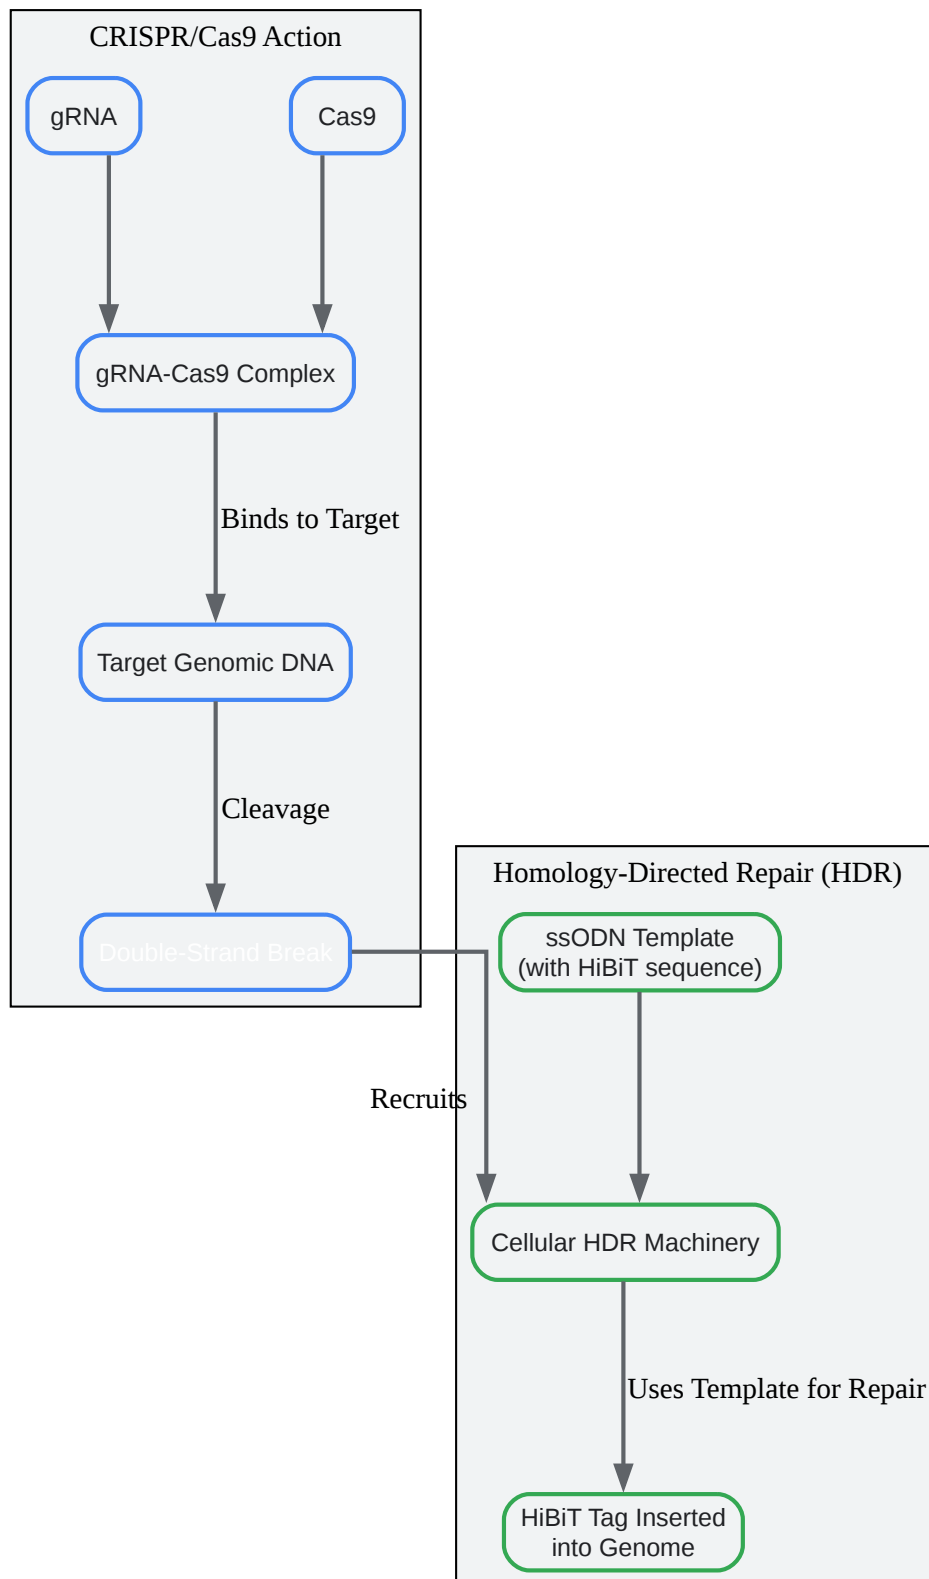 CRISPR/Cas9 Action
gRNA
Cas9
gRNA-Cas9 Complex
Binds to Target
Target Genomic DNA
Cleavage
Double-Strand Break
Homology-Directed Repair (HDR)
ssODN Template
(with HiBiT sequence)
Recruits
Cellular HDR Machinery
Uses Template for Repair
HiBiT Tag Inserted
into Genome